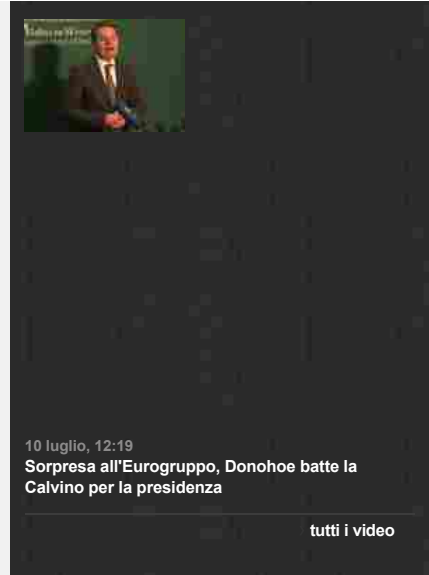 10 luglio, 12:19
Sorpresa all'Eurogruppo, Donohoe batte la
Calvino per la presidenza
tutti i video